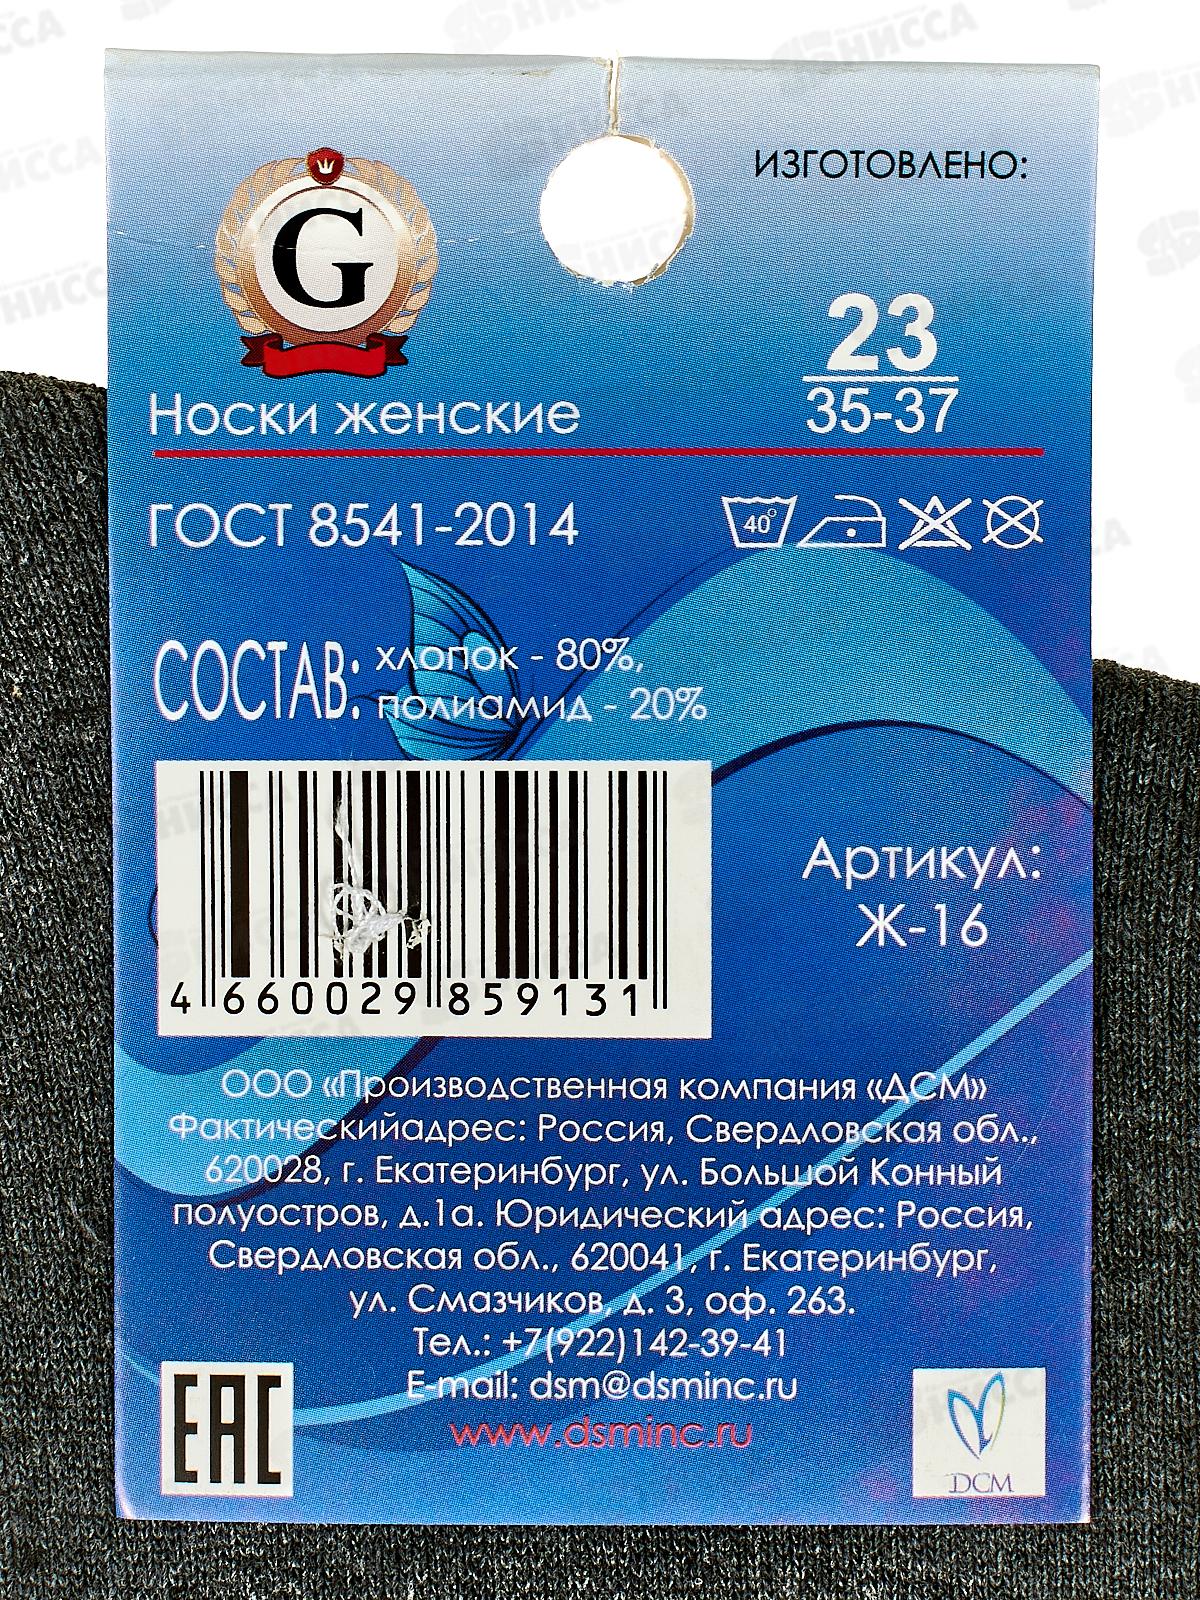 ИЗГОТОВЛЕНО:
G
23
35-37
Носки женские
ГОСТ 8541-2014
40°
СОСТАВ: хлопок - 80%,
полиамид - 20%
Артикул:
Ж-16
4 660029 859131
ООО «Производственная компания «ДСМ»
Фактическийадрес: Россия, Свердловская обл.,
620028, г. Екатеринбург, ул. Большой Конный
полуостров, д.1а. Юридический адрес: Россия,
Свердловская обл., 620041, г. Екатеринбург,
ул. Смазчиков, д. 3, оф. 263.
Тел.: +7(922)142-39-41
E-mail: dsm@dsminc.ru
www.dsminc.ru
EAC
ДСМ